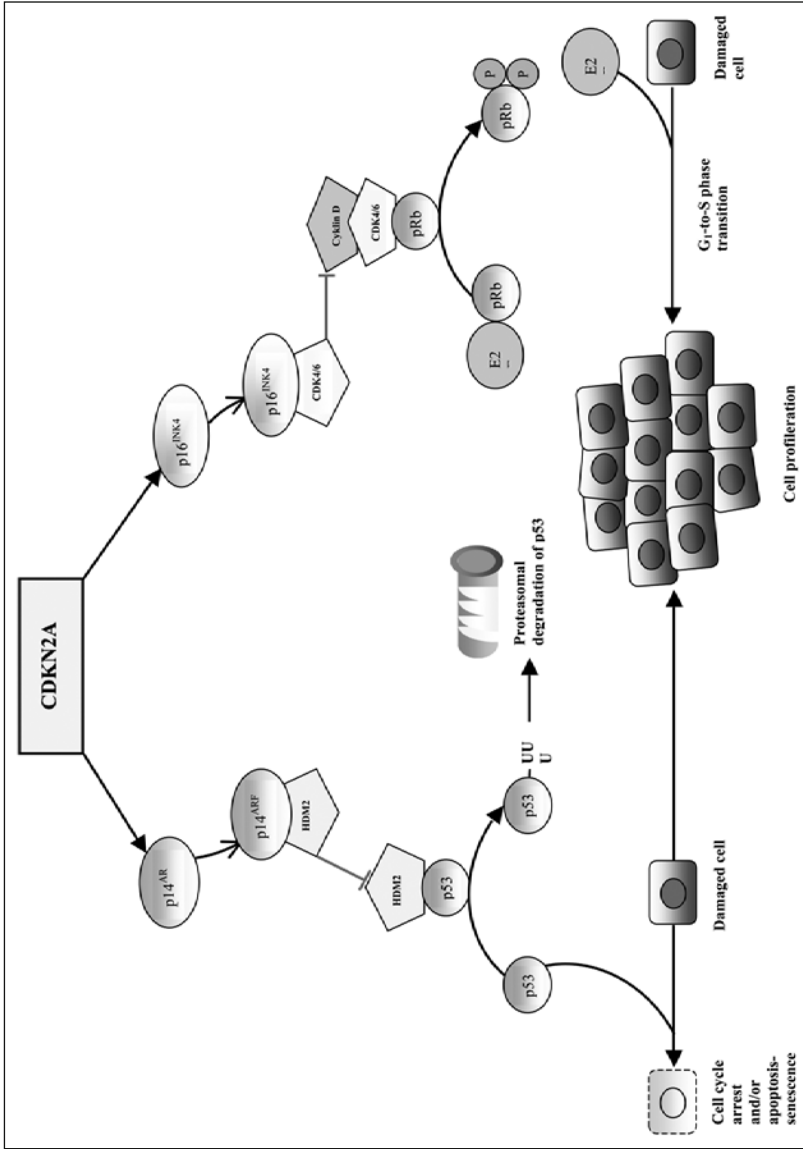 CDKN2A
p14ᴬᴿ
p16ᴵᴺᴷ⁴
p14ᴬᴿᶠ
HDM2
p16ᴵᴺᴷ⁴
CDK4/6
HDM2
p53
Cyklin D
CDK4/6
pRb
p53
p53
UU
U
Proteasomal
degradation of p53
E2
pRb
pRb
P
P
E2
Cell cycle
arrest
and/or
apoptosis-
senescence
Damaged cell
Cell profileration
G₁-to-S phase
transition
Damaged
cell